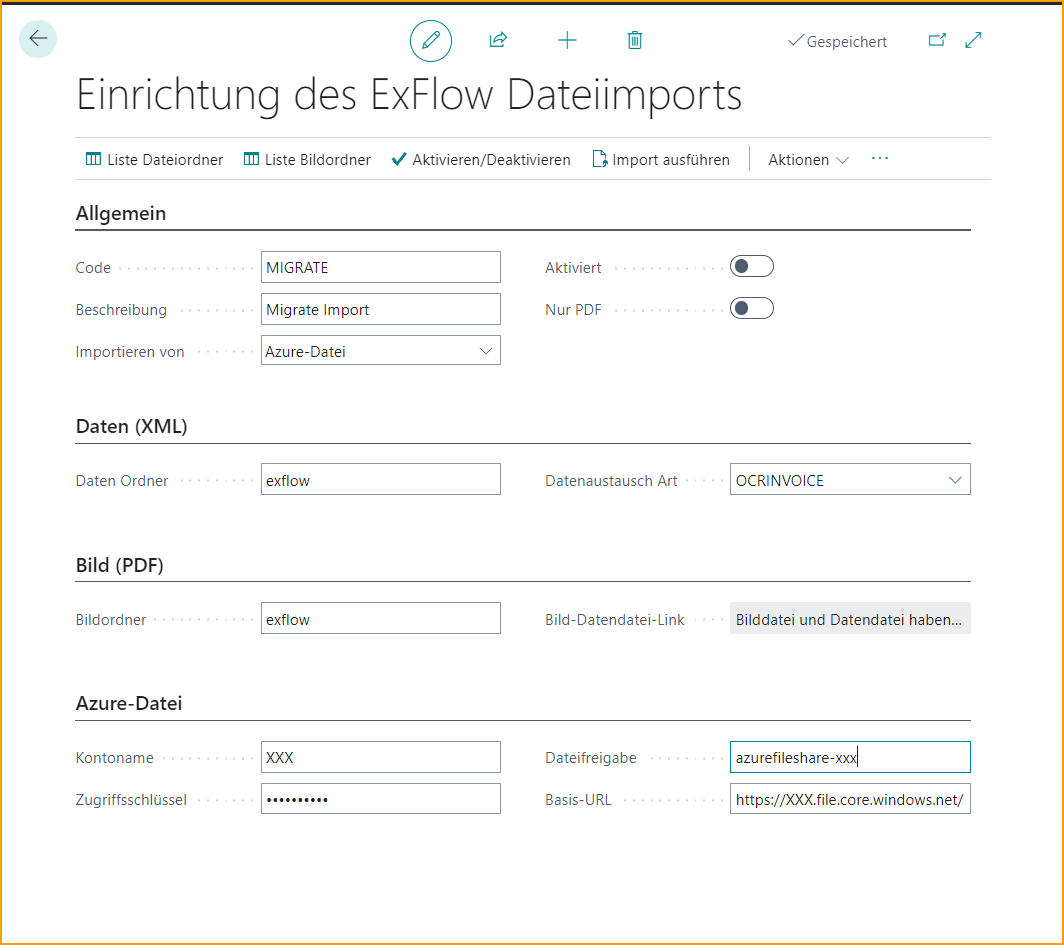 Gespeichert
Einrichtung des ExFlow Dateiimports
Liste Dateiordner Liste Bildordner Aktivieren/Deaktivieren Import ausführen Aktionen ...
Allgemein
Code MIGRATE Aktiviert
Beschreibung Migrate Import Nur PDF
Importieren von Azure-Datei
Daten (XML)
Daten Ordner exflow Datenaustausch Art OCRINVOICE
Bild (PDF)
Bildordner exflow Bild-Datendatei-Link Bilddatei und Datendatei haben...
Azure-Datei
Kontoname XXX Dateifreigabe azurefileshare-xxx
Zugriffsschlüssel •••••••••• Basis-URL https://XXX.file.core.windows.net/